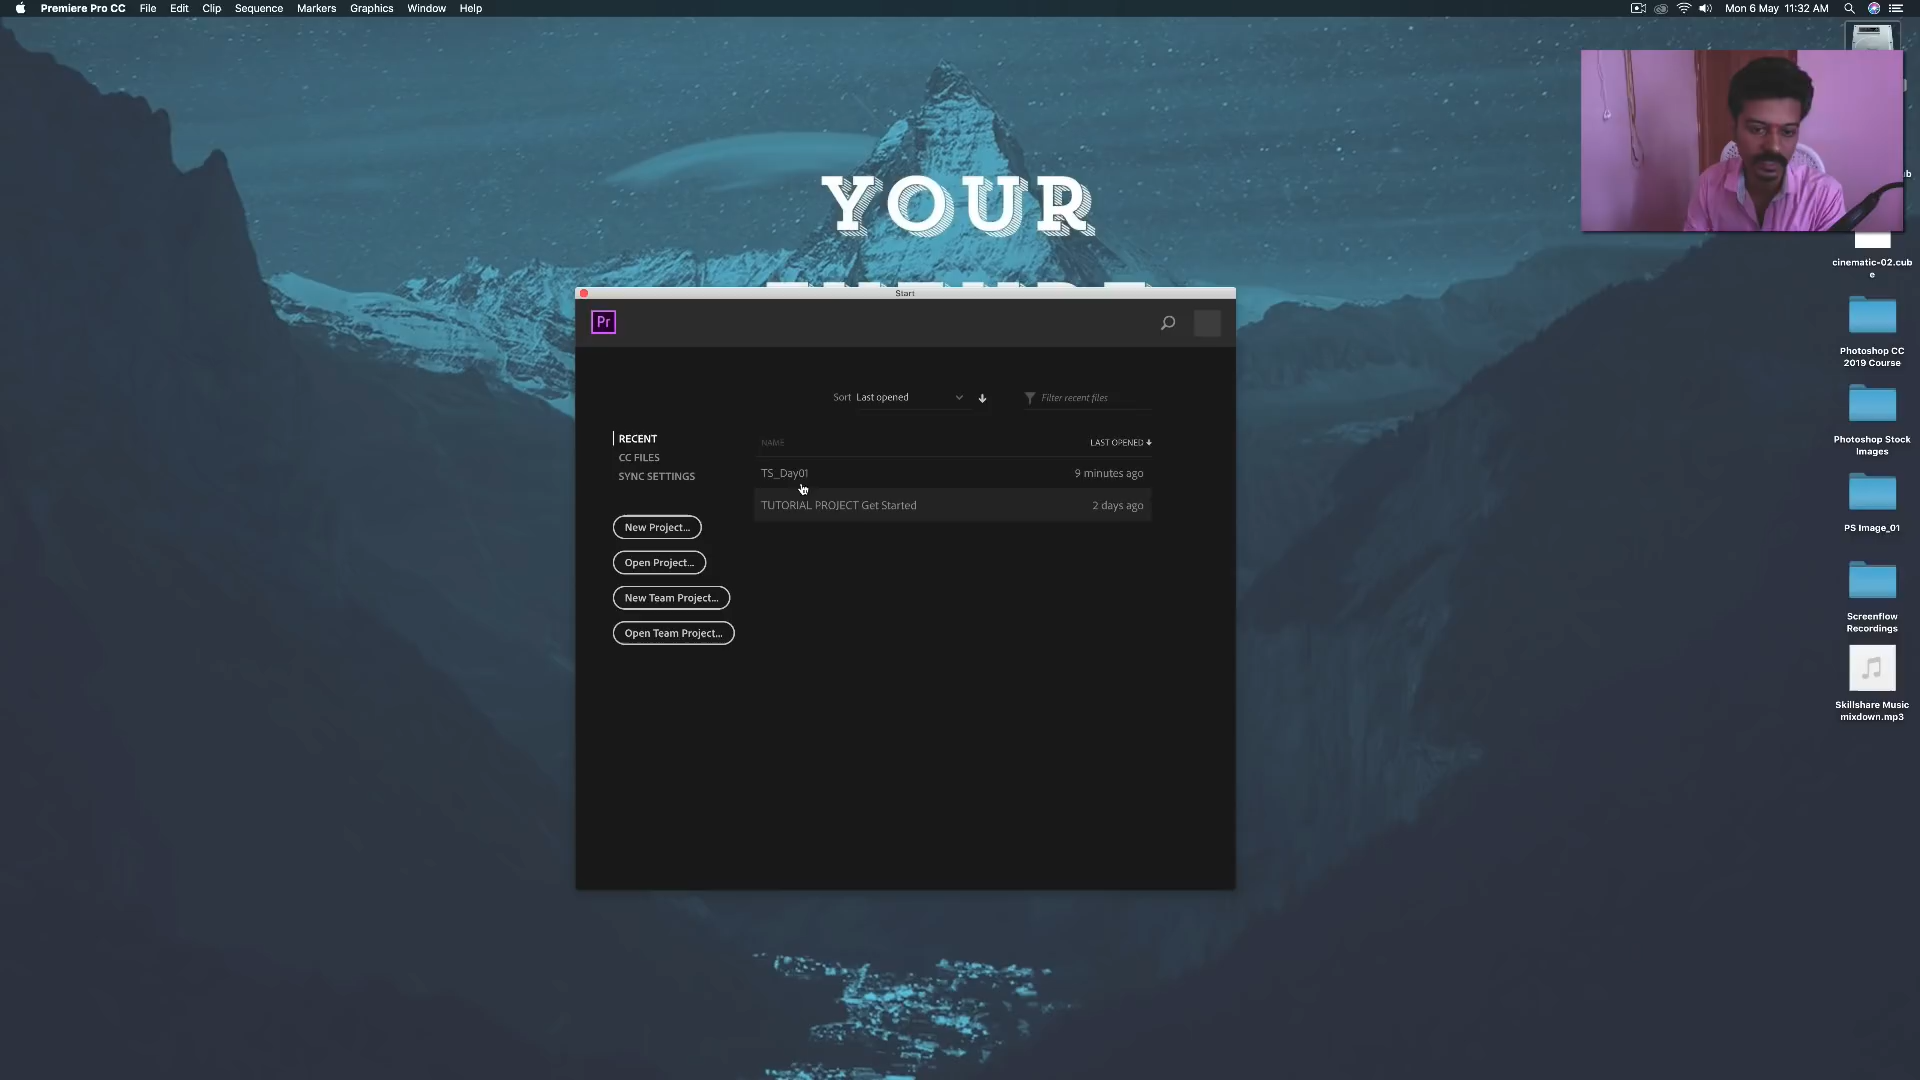 Premiere Pro CC File Edit Clip Sequence Markers Graphics Window Help
Mon 6 May 11:32 AM
YOUR
Start
Pr
Sort Last opened
Filter recent files
RECENT
CC FILES
SYNC SETTINGS
NAME
LAST OPENED
TS_Day01
9 minutes ago
TUTORIAL PROJECT Get Started
2 days ago
New Project...
Open Project...
New Team Project...
Open Team Project...
cinematic-02.cub
e
Photoshop CC
2019 Course
Photoshop Stock
Images
PS Image_01
Screenflow
Recordings
Skillshare Music
mixdown.mp3